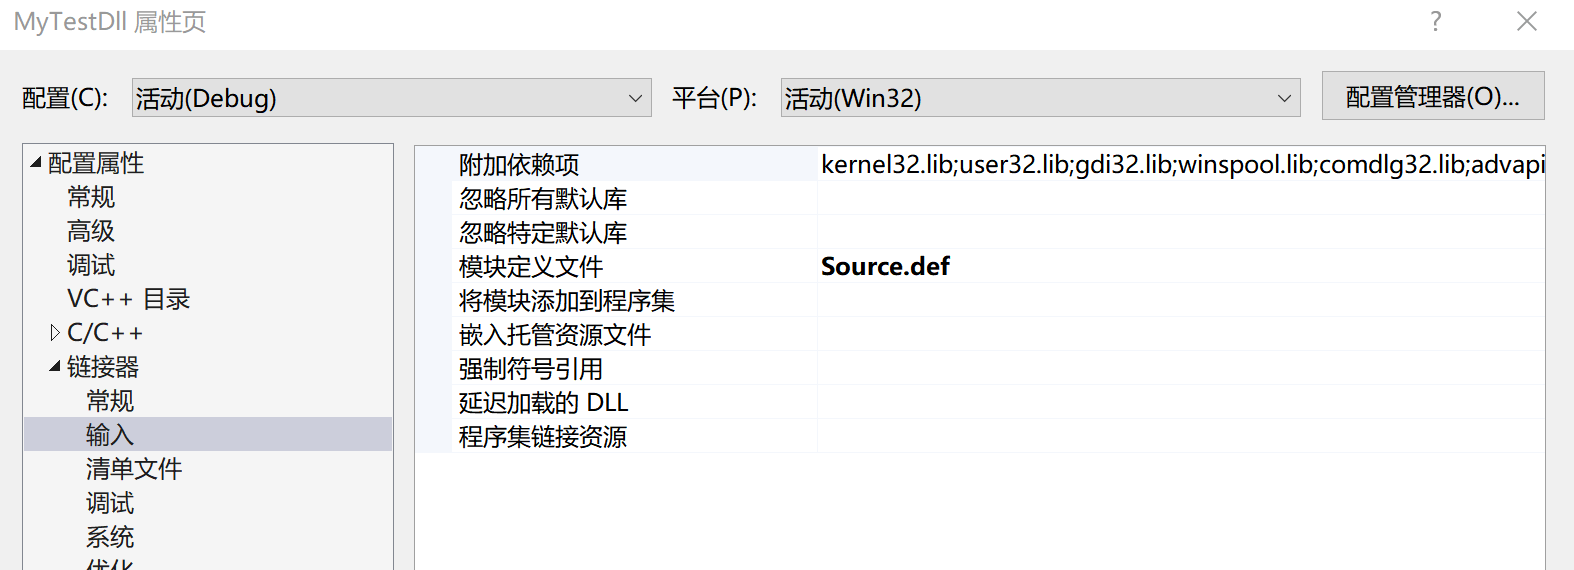 MyTestDll 属性页
配置(C): 活动(Debug) 平台(P): 活动(Win32) 配置管理器(O)...
配置属性
常规
高级
调试
VC++ 目录
C/C++
链接器
常规
输入
清单文件
调试
系统
优化
附加依赖项 kernel32.lib;user32.lib;gdi32.lib;winspool.lib;comdlg32.lib;advapi
忽略所有默认库
忽略特定默认库
模块定义文件 Source.def
将模块添加到程序集
嵌入托管资源文件
强制符号引用
延迟加载的 DLL
程序集链接资源